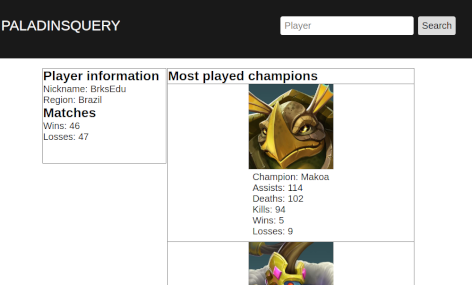 PALADINSQUERY
Player
Search
Player information
Nickname: BrksEdu
Region: Brazil
Matches
Wins: 46
Losses: 47
Most played champions
Champion: Makoa
Assists: 114
Deaths: 102
Kills: 94
Wins: 5
Losses: 9